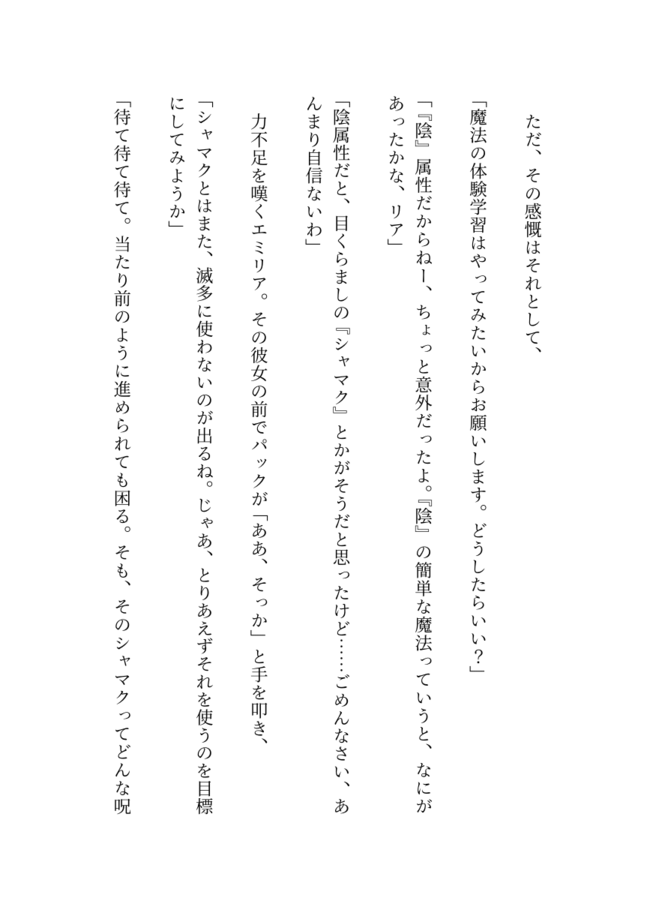 ただ、その感慨はそれとして、
「魔法の体験学習はやってみたいからお願いします。どうしたらいい？」
「『陰』属性だからねー、ちょっと意外だったよ。『陰』の簡単な魔法っていうと、なにが
あったかな、リア」
「陰属性だと、目くらましの『シャマク』とかがそうだと思ったけど……ごめんなさい、あ
んまり自信ないわ」
力不足を嘆くエミリア。その彼女の前でパックが「ああ、そっか」と手を叩き、
「シャマクとはまた、滅多に使わないのが出るね。じゃあ、とりあえずそれを使うのを目標
にしてみようか」
「待て待て待て。当たり前のように進められても困る。そも、そのシャマクってどんな呪